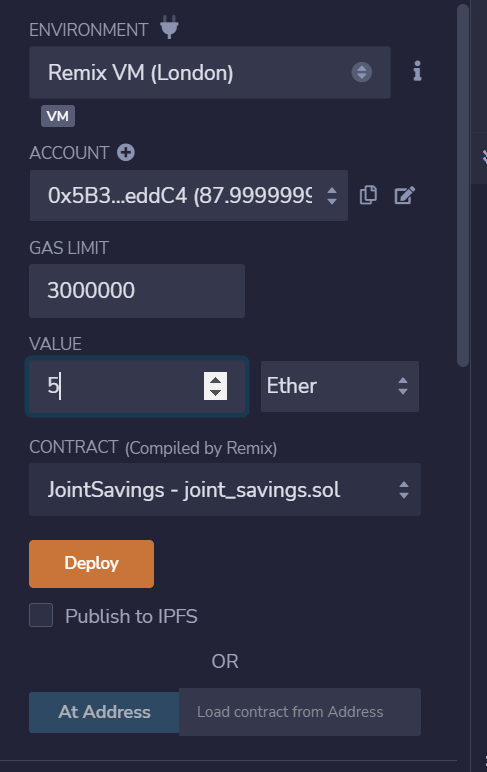 ENVIRONMENT
Remix VM (London)
VM
ACCOUNT
0x5B3...eddC4 (87.9999999
GAS LIMIT
3000000
VALUE
5 Ether
CONTRACT (Compiled by Remix)
JointSavings - joint_savings.sol
Deploy
Publish to IPFS
OR
At Address Load contract from Address